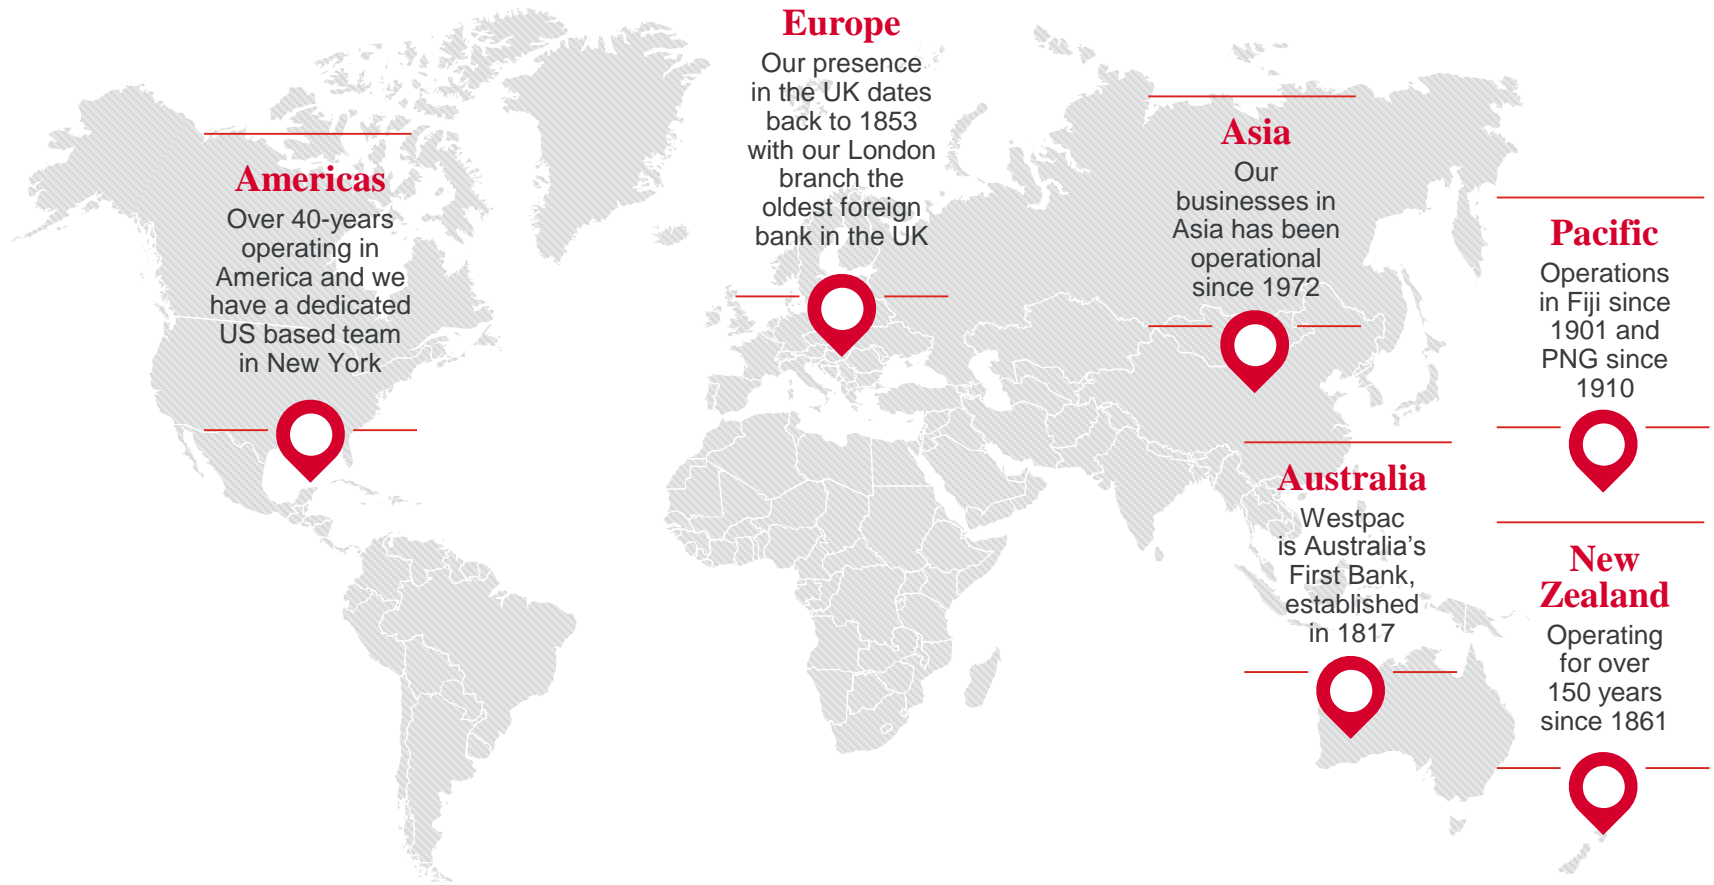 Europe
Our presence
in the UK dates
back to 1853
with our London
branch the
oldest foreign
bank in the UK
Americas
Over 40-years
operating in
America and we
have a dedicated
US based team
in New York
Asia
Our
businesses in
Asia has been
operational
since 1972
Pacific
Operations
in Fiji since
1901 and
PNG since
1910
Australia
Westpac
is Australia’s
First Bank,
established
in 1817
New
Zealand
Operating
for over
150 years
since 1861